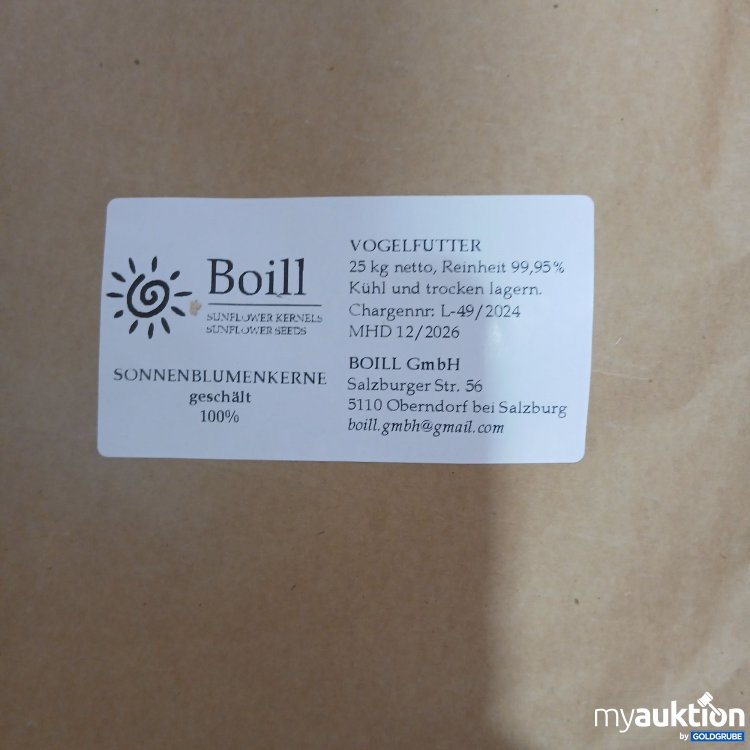 Boill
SUNFLOWER KERNELS
SUNFLOWER SEEDS
SONNENBLUMENKERNE
geschält
100%
VOGELFUTTER
25 kg netto, Reinheit 99,95%
Kühl und trocken lagern.
Chargennr: L-49/2024
MHD 12/2026
BOILL GmbH
Salzburger Str. 56
5110 Oberndorf bei Salzburg
boill.gmbh@gmail.com
myauktion
by GOLDGRUBE